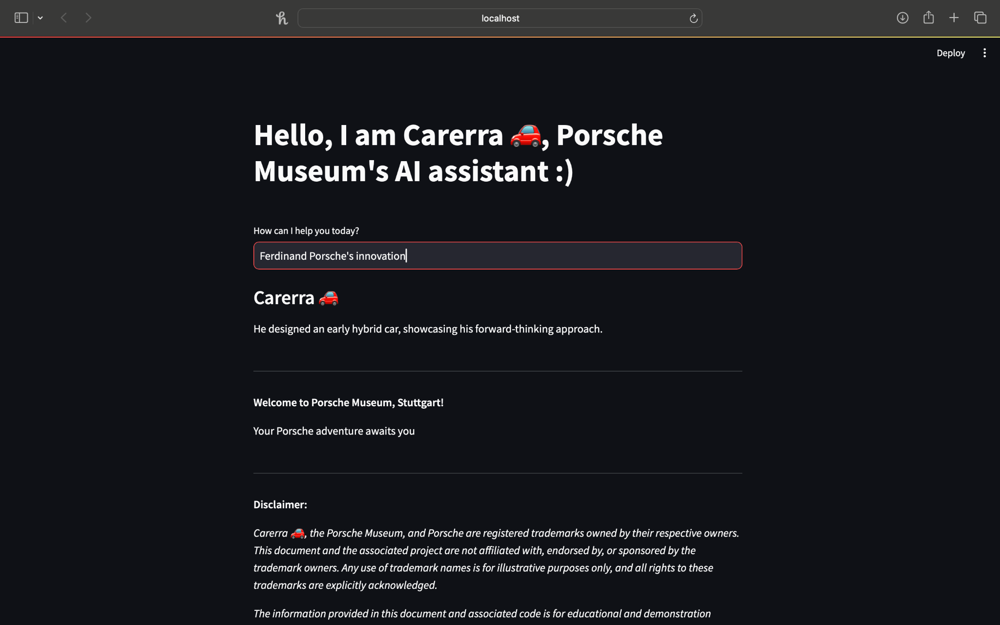 localhost
Deploy
Hello, I am Carerra 🚗, Porsche
Museum's AI assistant :)
How can I help you today?
Ferdinand Porsche's innovation
Carerra 🚗
He designed an early hybrid car, showcasing his forward-thinking approach.
Welcome to Porsche Museum, Stuttgart!
Your Porsche adventure awaits you
Disclaimer:
Carerra 🚗, the Porsche Museum, and Porsche are registered trademarks owned by their respective owners.
This document and the associated project are not affiliated with, endorsed by, or sponsored by the
trademark owners. Any use of trademark names is for illustrative purposes only, and all rights to these
trademarks are explicitly acknowledged.
The information provided in this document and associated code is for educational and demonstration